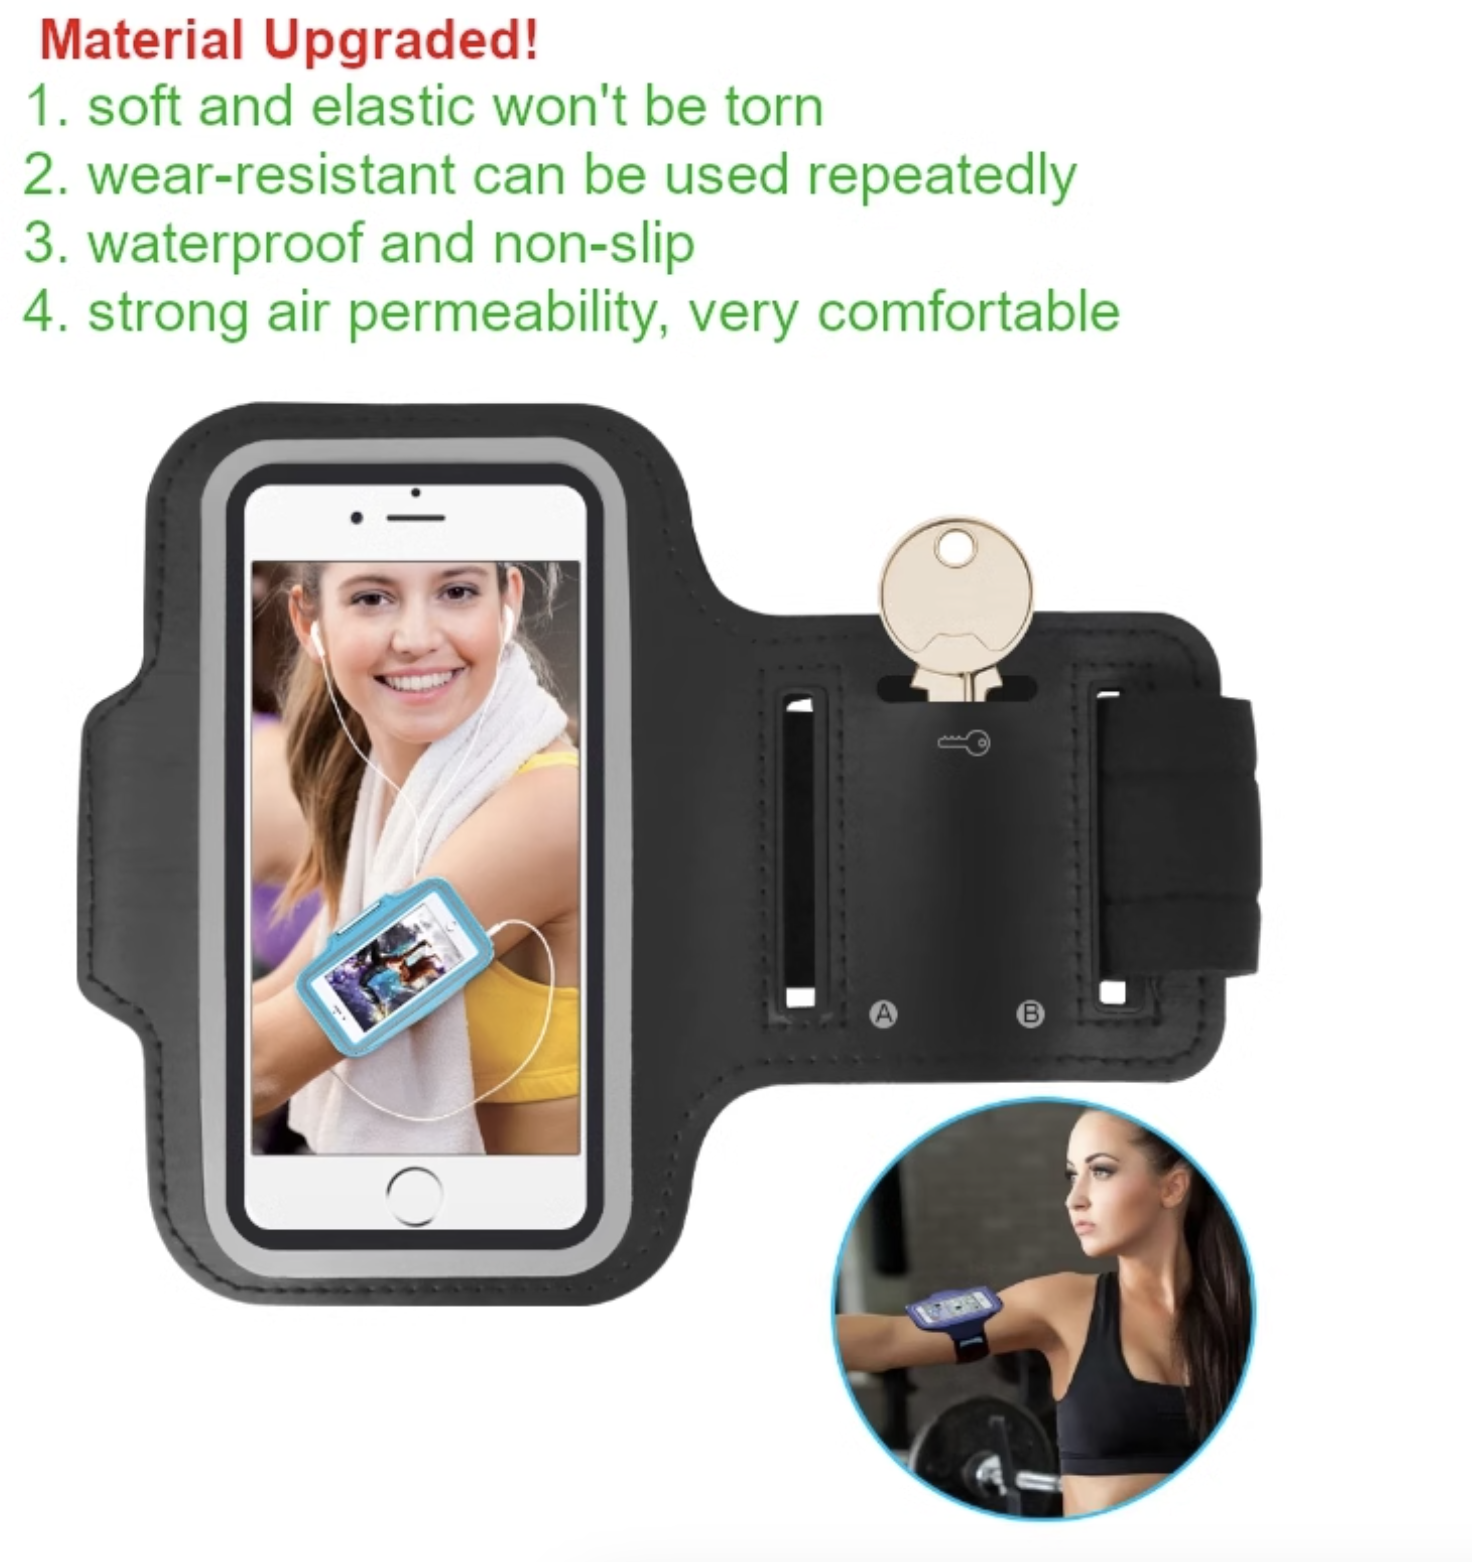 Material Upgraded!
1. soft and elastic won't be torn
2. wear-resistant can be used repeatedly
3. waterproof and non-slip
4. strong air permeability, very comfortable
A B